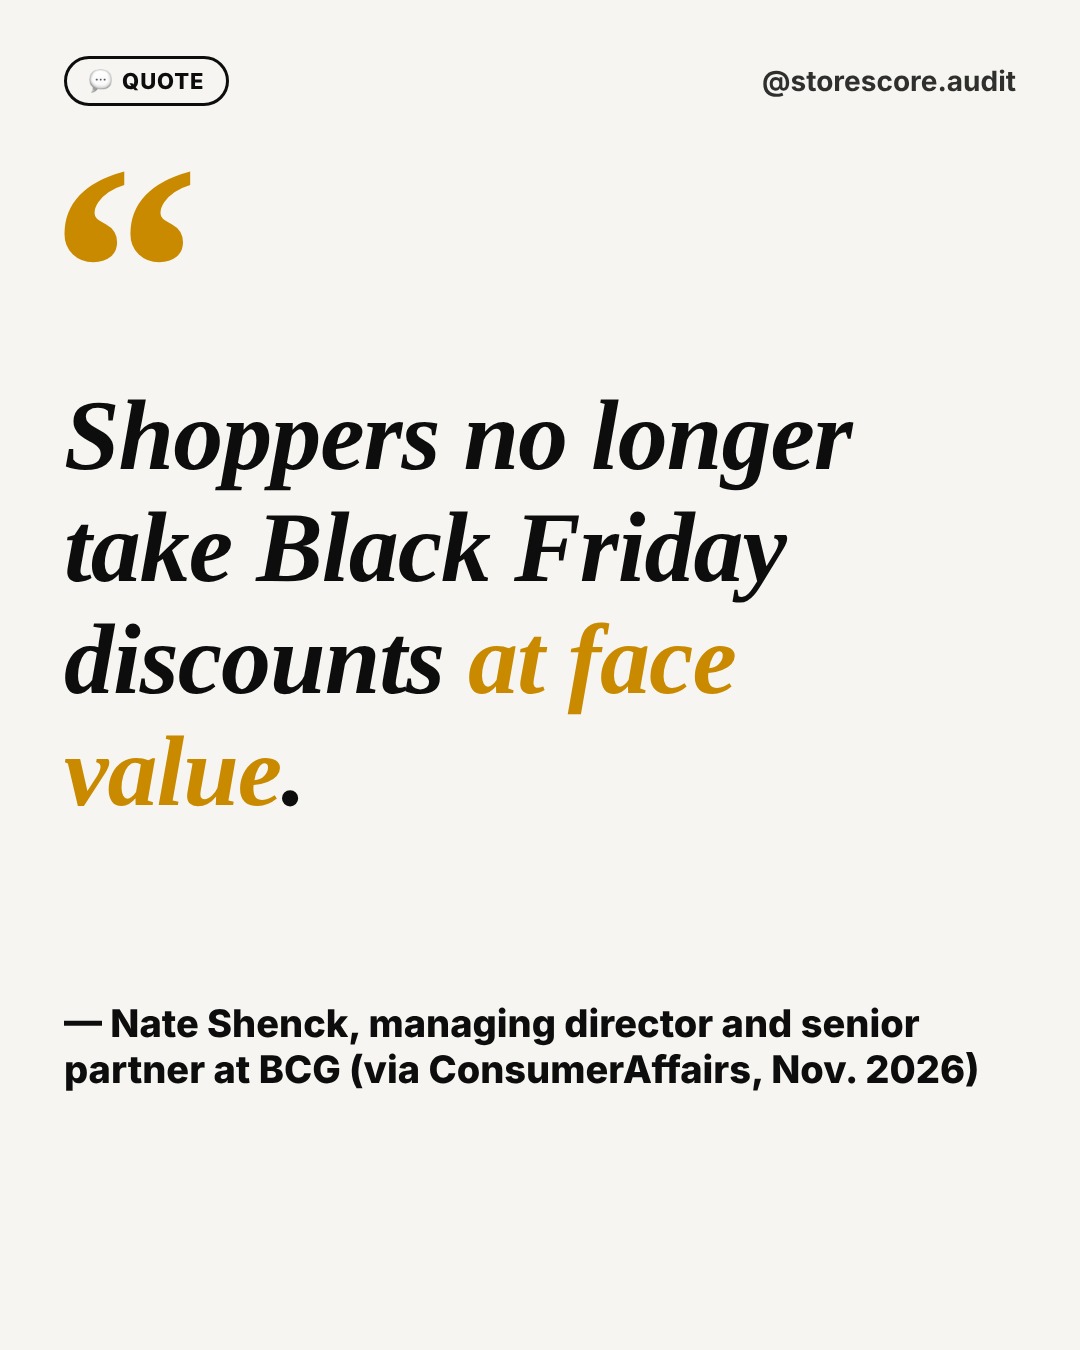 💬 QUOTE
@storescore.audit
“
Shoppers no longer
take Black Friday
discounts at face
value.
— Nate Shenck, managing director and senior
partner at BCG (via ConsumerAffairs, Nov. 2026)